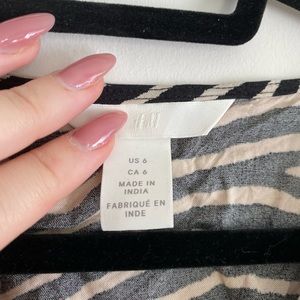 H&M
US 6
CA 6
MADE IN
INDIA
FABRIQUÉ EN
INDE